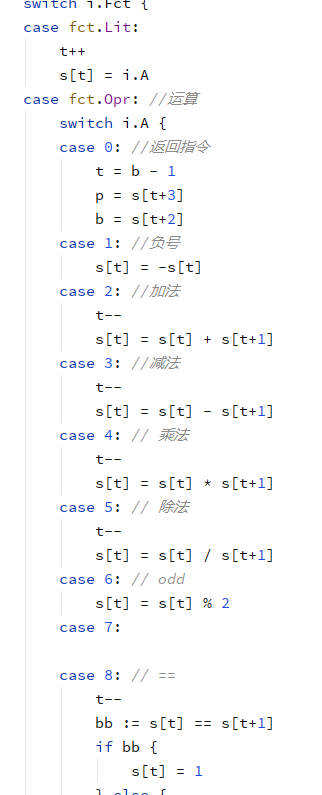 switch i.Fct {
case fct.Lit:
t++
s[t] = i.A
case fct.Opr: //运算
switch i.A {
case 0: //返回指令
t = b - 1
p = s[t+3]
b = s[t+2]
case 1: //负号
s[t] = -s[t]
case 2: //加法
t--
s[t] = s[t] + s[t+1]
case 3: //减法
t--
s[t] = s[t] - s[t+1]
case 4: // 乘法
t--
s[t] = s[t] * s[t+1]
case 5: // 除法
t--
s[t] = s[t] / s[t+1]
case 6: // odd
s[t] = s[t] % 2
case 7:
case 8: // ==
t--
bb := s[t] == s[t+1]
if bb {
s[t] = 1
} else {